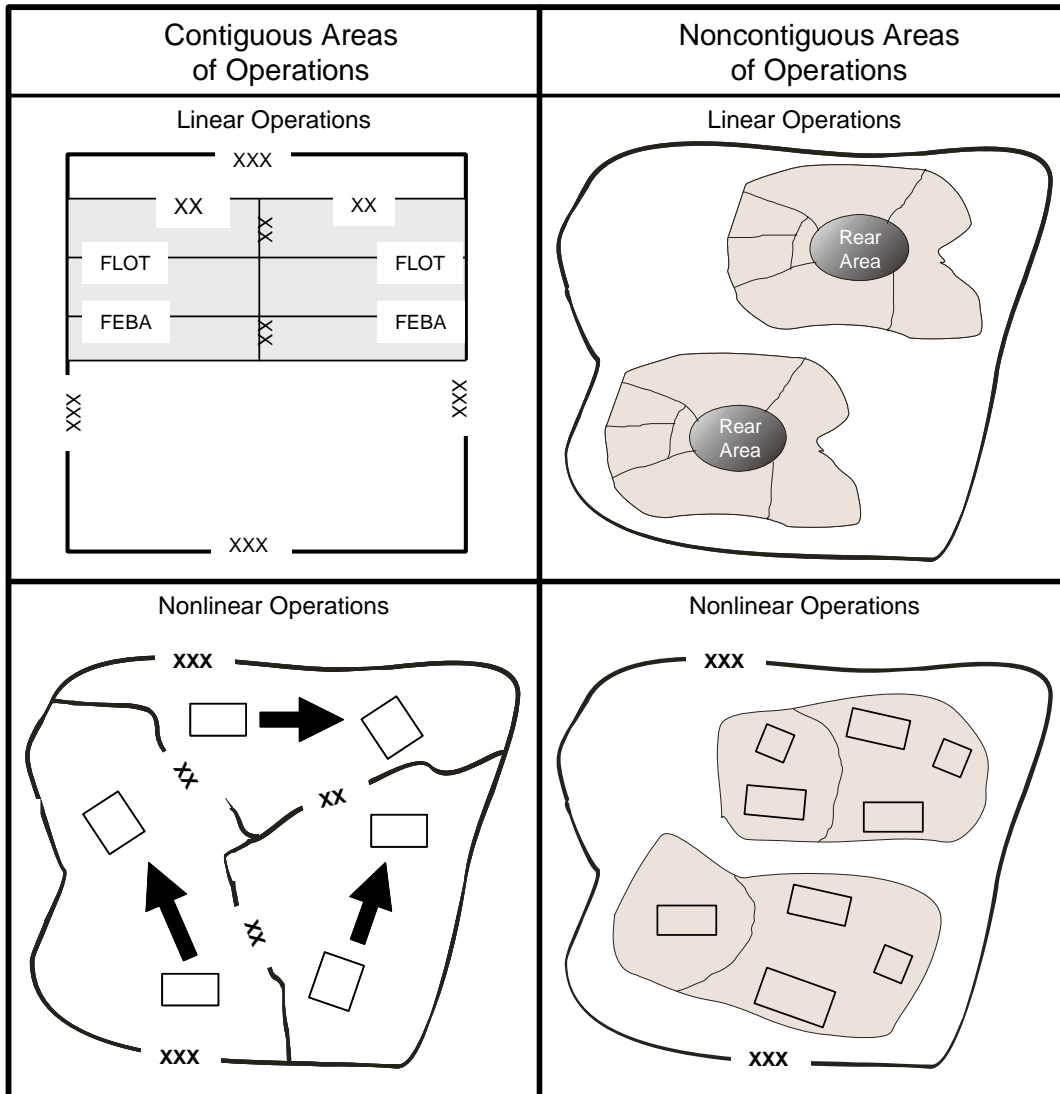 Contiguous Areas
of Operations
Noncontiguous Areas
of Operations
Linear Operations
XXX
XX XX
XX
FLOT FLOT
FEBA FEBA
XX
XXX XXX
XXX
Linear Operations
Rear
Area
Rear
Area
Nonlinear Operations
XXX
XX
XX
XX
XXX
Nonlinear Operations
XXX
XXX